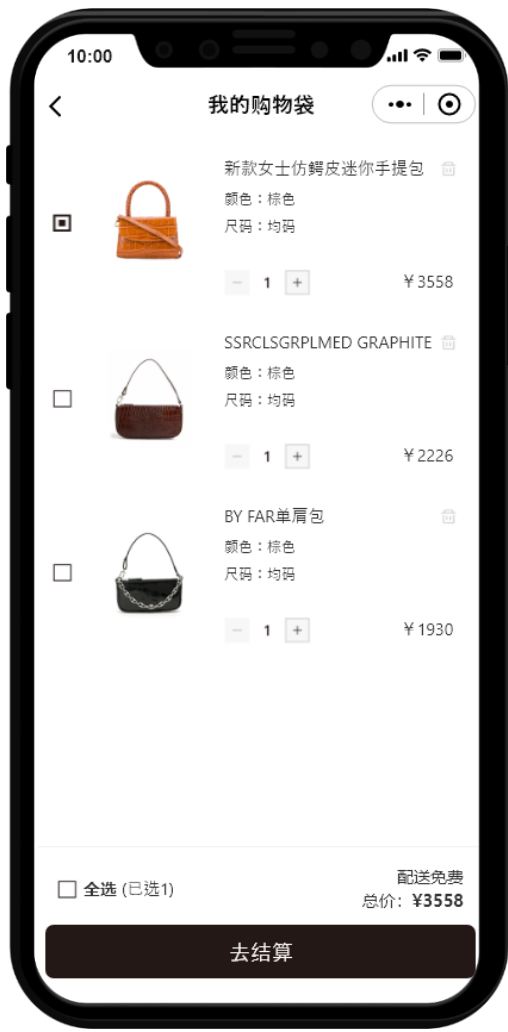 10:00
我的购物袋
新款女士仿鳄皮迷你手提包
颜色：棕色
尺码：均码
− 1 +
￥3558
SSRCLSGRPLMED GRAPHITE
颜色：棕色
尺码：均码
− 1 +
￥2226
BY FAR单肩包
颜色：棕色
尺码：均码
− 1 +
￥1930
配送免费
全选 (已选1)
总价：¥3558
去结算